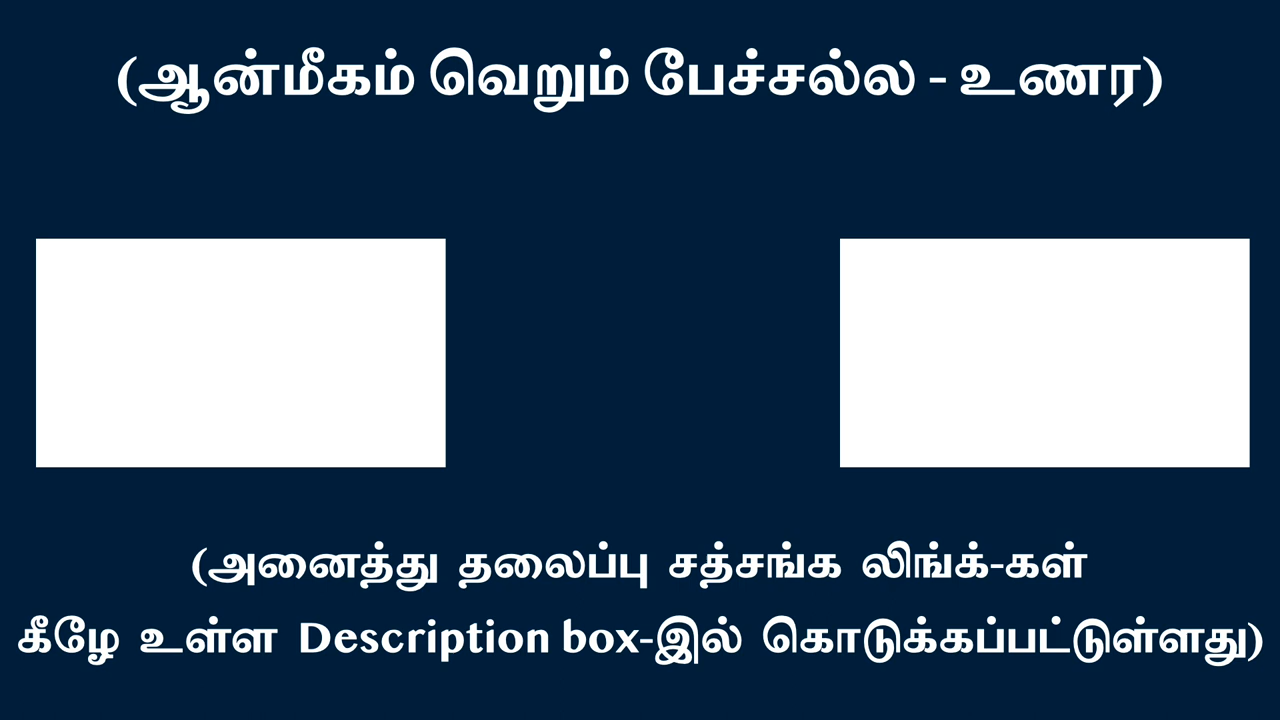 (ஆன்மீகம் வெறும் பேச்சல்ல - உணர)
(அனைத்து தலைப்பு சத்சங்க லிங்க்-கள்
கீழே உள்ள Description box-இல் கொடுக்கப்பட்டுள்ளது)